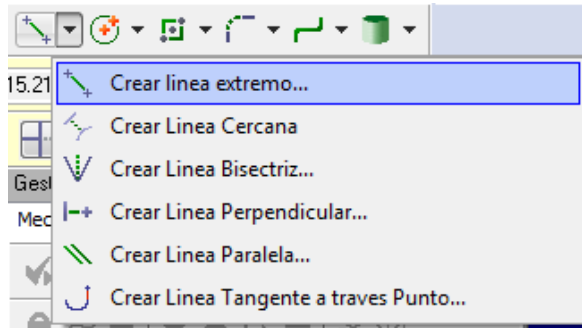 15.21
Crear linea extremo...
Crear Linea Cercana
Crear Linea Bisectriz...
Gest
Mec
Crear Linea Perpendicular...
Crear Linea Paralela...
Crear Linea Tangente a traves Punto...